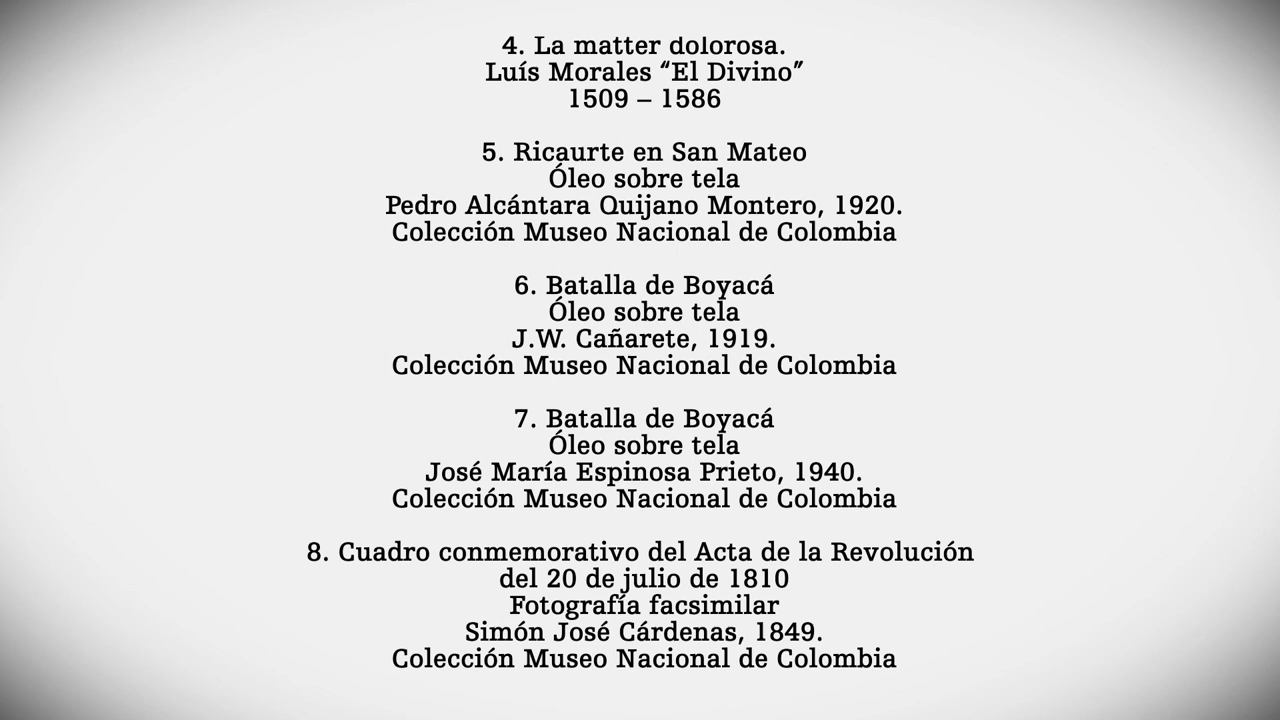 4. La matter dolorosa.
Luís Morales “El Divino”
1509 – 1586
5. Ricaurte en San Mateo
Óleo sobre tela
Pedro Alcántara Quijano Montero, 1920.
Colección Museo Nacional de Colombia
6. Batalla de Boyacá
Óleo sobre tela
J.W. Cañarete, 1919.
Colección Museo Nacional de Colombia
7. Batalla de Boyacá
Óleo sobre tela
José María Espinosa Prieto, 1940.
Colección Museo Nacional de Colombia
8. Cuadro conmemorativo del Acta de la Revolución
del 20 de julio de 1810
Fotografía facsimilar
Simón José Cárdenas, 1849.
Colección Museo Nacional de Colombia